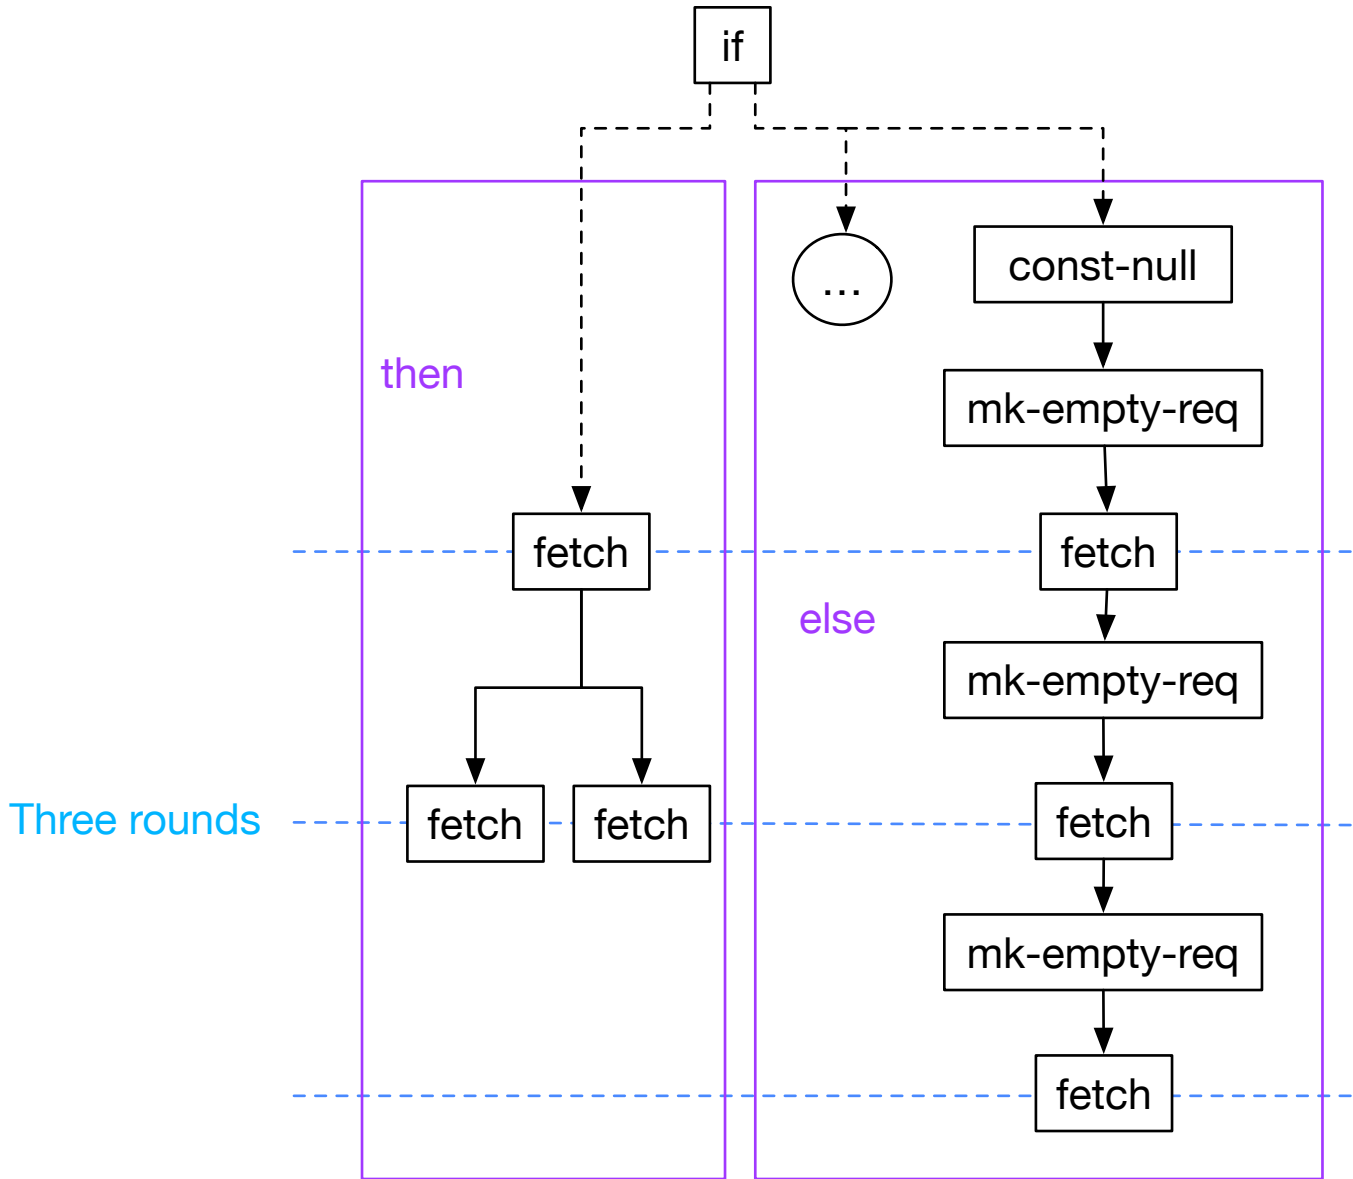 if
...
const-null
then
mk-empty-req
fetch
fetch
else
mk-empty-req
Three rounds
fetch
fetch
fetch
mk-empty-req
fetch